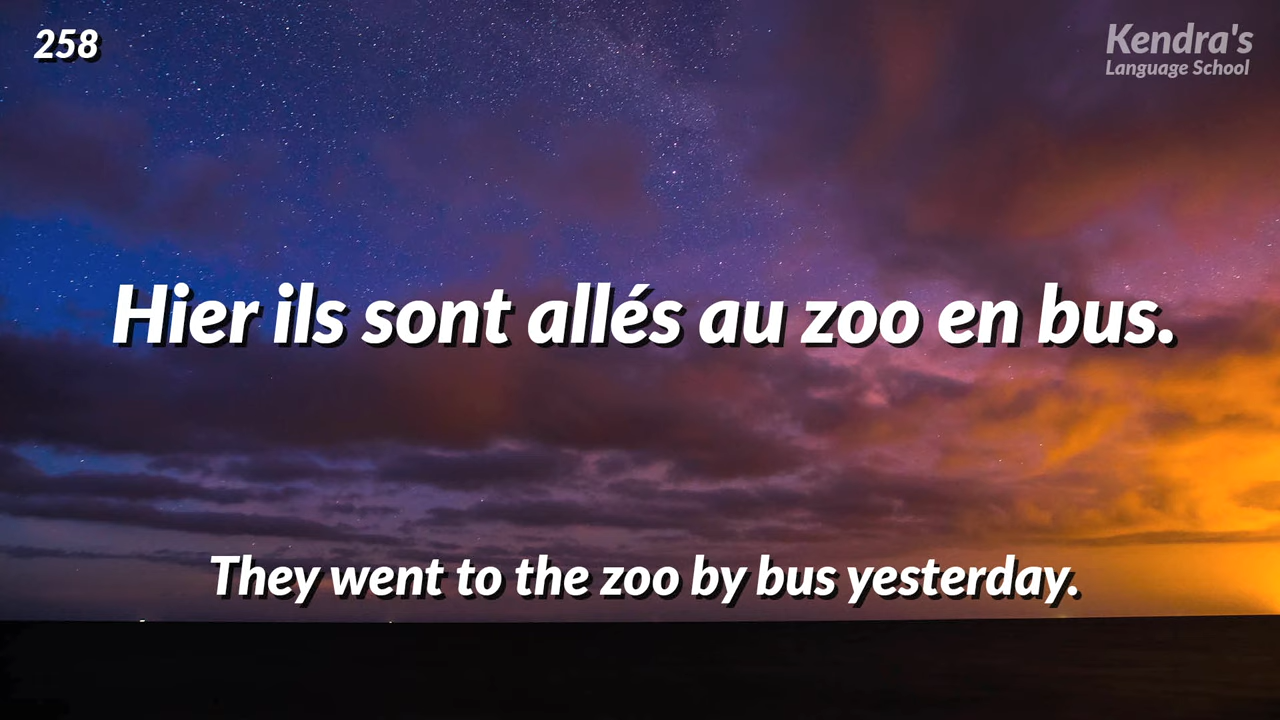 258
Kendra's
Language School
Hier ils sont allés au zoo en bus.
They went to the zoo by bus yesterday.